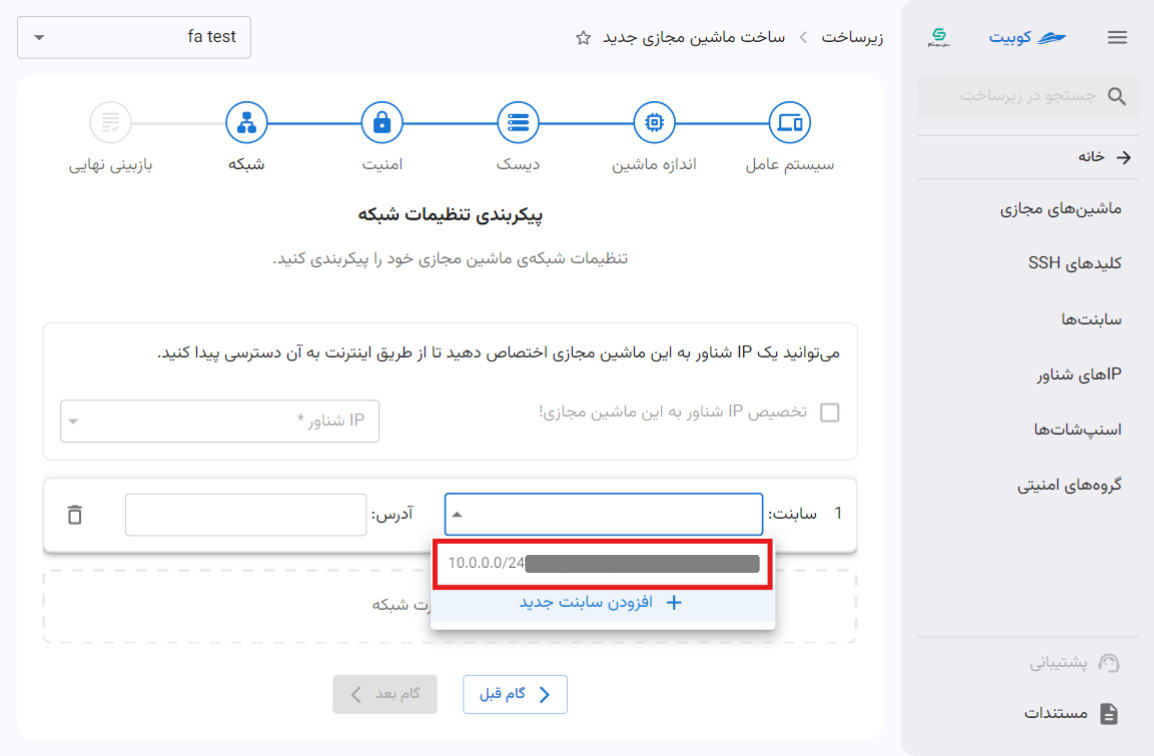 کوبیت
جستجو در زیرساخت
خانه
ماشین‌های مجازی
کلیدهای SSH
سابنت‌ها
IPهای شناور
اسنپ‌شات‌ها
گروه‌های امنیتی
پشتیبانی
مستندات
زیرساخت > ساخت ماشین مجازی جدید
fa test
سیستم عامل
اندازه ماشین
دیسک
امنیت
شبکه
بازبینی نهایی
پیکربندی تنظیمات شبکه
تنظیمات شبکه‌ی ماشین مجازی خود را پیکربندی کنید.
می‌توانید یک IP شناور به این ماشین مجازی اختصاص دهید تا از طریق اینترنت به آن دسترسی پیدا کنید.
تخصیص IP شناور به این ماشین مجازی!
IP شناور *
1 سابنت: آدرس:
10.0.0.0/24
+ افزودن سابنت جدید
شبکه
گام قبل
گام بعد